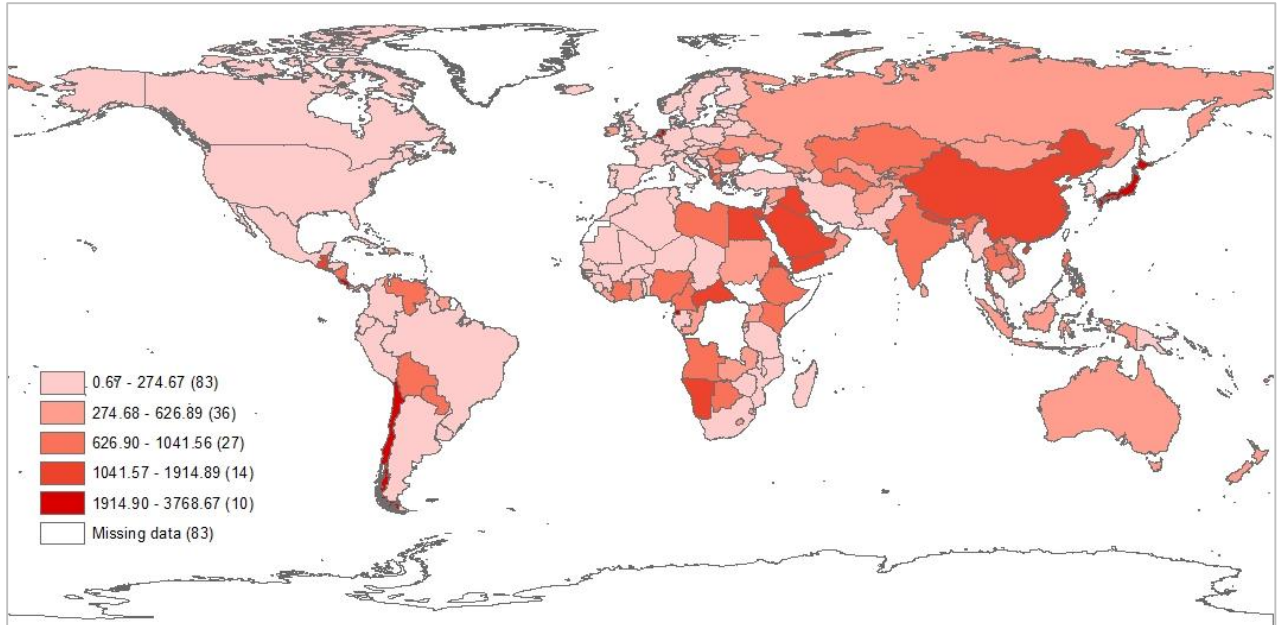 0.67 - 274.67 (83)
274.68 - 626.89 (36)
626.90 - 1041.56 (27)
1041.57 - 1914.89 (14)
1914.90 - 3768.67 (10)
Missing data (83)